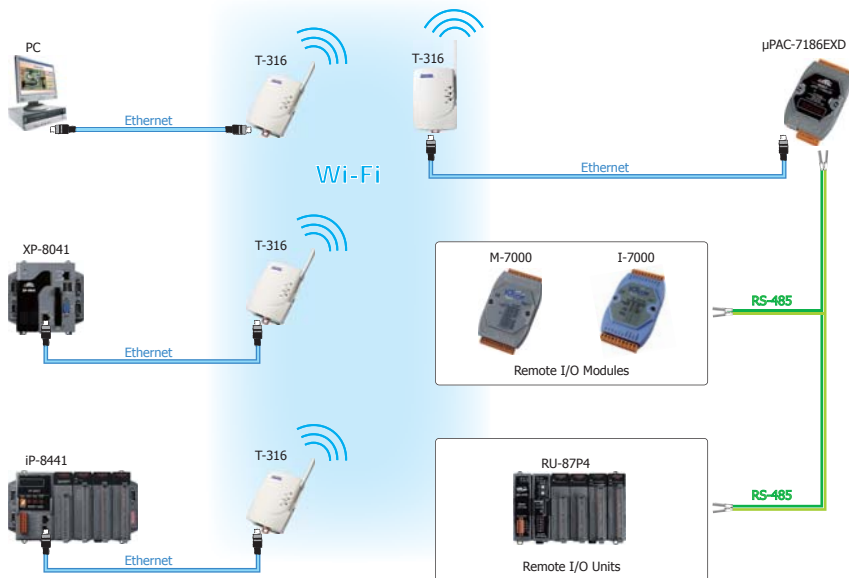 PC
T-316
T-316
µPAC-7186EXD
Ethernet
Ethernet
Wi-Fi
XP-8041
T-316
M-7000
I-7000
RS-485
Ethernet
Remote I/O Modules
iP-8441
T-316
RU-87P4
RS-485
Ethernet
Remote I/O Units